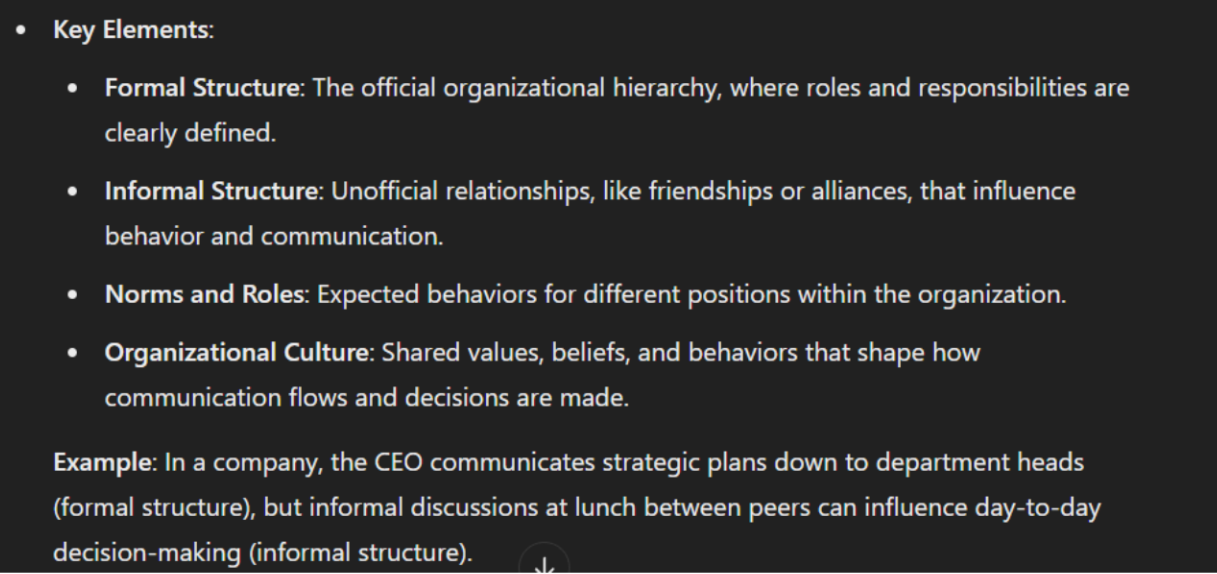 Key Elements:
Formal Structure: The official organizational hierarchy, where roles and responsibilities are
clearly defined.
Informal Structure: Unofficial relationships, like friendships or alliances, that influence
behavior and communication.
Norms and Roles: Expected behaviors for different positions within the organization.
Organizational Culture: Shared values, beliefs, and behaviors that shape how
communication flows and decisions are made.
Example: In a company, the CEO communicates strategic plans down to department heads
(formal structure), but informal discussions at lunch between peers can influence day-to-day
decision-making (informal structure).